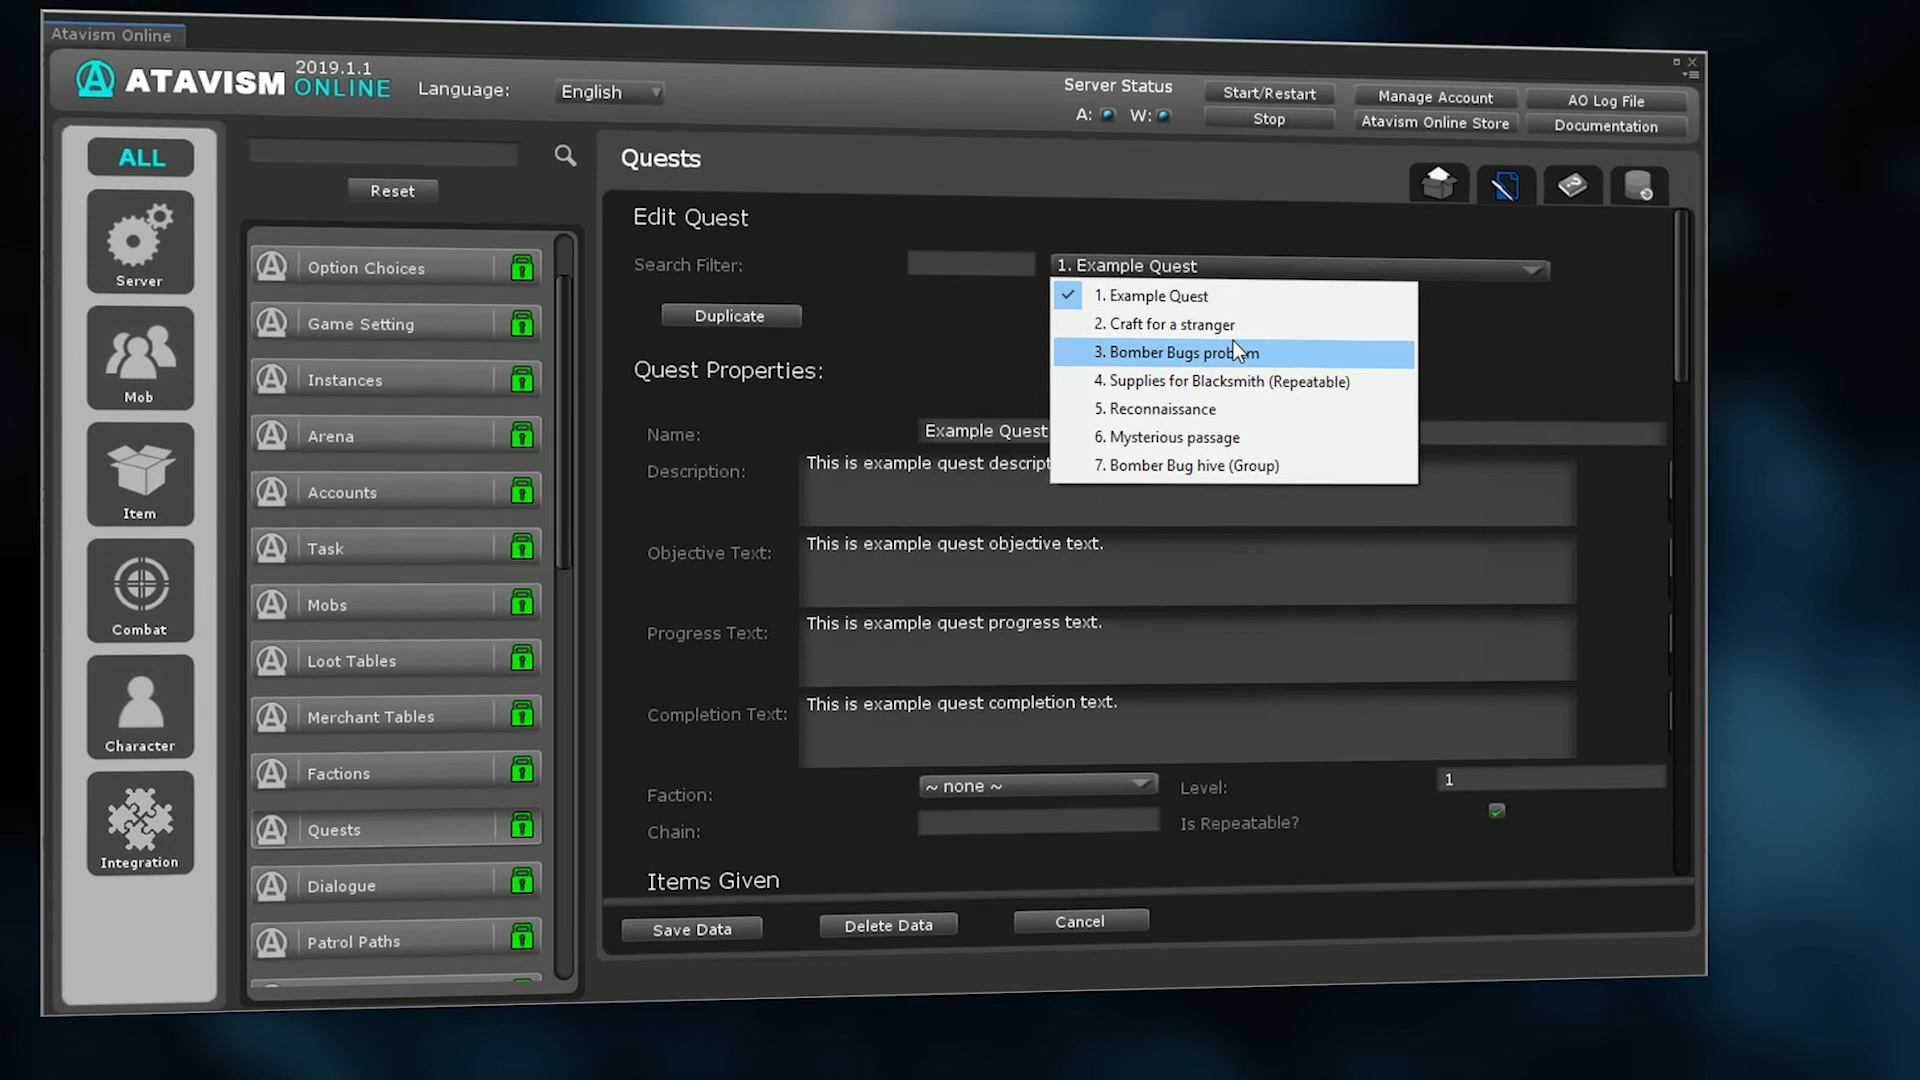 Atavism Online
ATAVISM 2019.1.1 ONLINE
Language: English
Server Status
A: W:
Start/Restart
Stop
Manage Account
Atavism Online Store
AO Log File
Documentation
ALL
Server
Mob
Item
Combat
Character
Integration
Reset
Option Choices
Game Setting
Instances
Arena
Accounts
Task
Mobs
Loot Tables
Merchant Tables
Factions
Quests
Dialogue
Patrol Paths
Quests
Edit Quest
Search Filter:
1. Example Quest
1. Example Quest
2. Craft for a stranger
3. Bomber Bugs problem
4. Supplies for Blacksmith (Repeatable)
5. Reconnaissance
6. Mysterious passage
7. Bomber Bug hive (Group)
Duplicate
Quest Properties:
Name: Example Quest
Description: This is example quest descript
Objective Text: This is example quest objective text.
Progress Text: This is example quest progress text.
Completion Text: This is example quest completion text.
Faction: ~ none ~ Level: 1
Chain: Is Repeatable?
Items Given
Save Data
Delete Data
Cancel